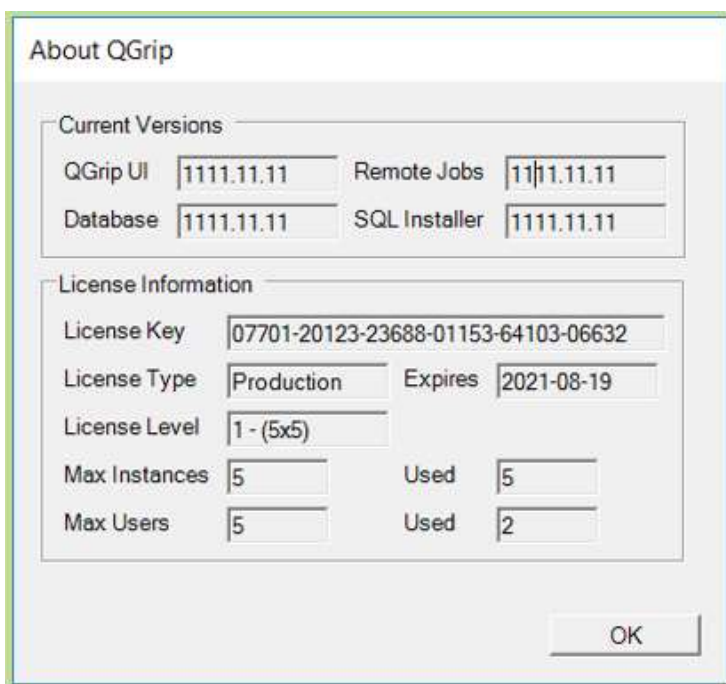 About QGrip
Current Versions
QGrip UI 1111.11.11 Remote Jobs 1111.11.11
Database 1111.11.11 SQL Installer 1111.11.11
License Information
License Key 07701-20123-23688-01153-64103-06632
License Type Production Expires 2021-08-19
License Level 1 - (5x5)
Max Instances 5 Used 5
Max Users 5 Used 2
OK